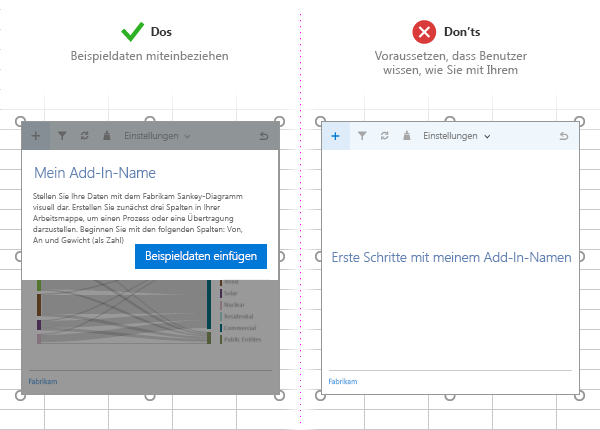 Dos
Beispieldaten miteinbeziehen
Don'ts
Voraussetzen, dass Benutzer
wissen, wie Sie mit Ihrem
Einstellungen
Mein Add-In-Name
Stellen Sie Ihre Daten mit dem Fabrikam Sankey-Diagramm
visuell dar. Erstellen Sie zunächst drei Spalten in Ihrer
Arbeitsmappe, um einen Prozess oder eine Übertragung
darzustellen. Beginnen Sie mit den folgenden Spalten: Von,
An und Gewicht (als Zahl)
Beispieldaten einfügen
Solar
Nuclear
Residential
Commercial
Public Entities
Fabrikam
Einstellungen
Erste Schritte mit meinem Add-In-Namen
Fabrikam